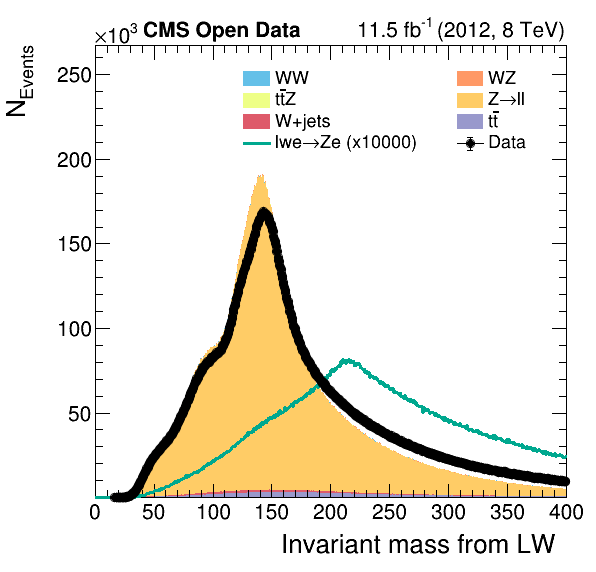 ×10³ CMS Open Data 11.5 fb⁻¹ (2012, 8 TeV)
N_Events
250
200
150
100
50
WW WZ
tt̄Z Z→ll
W+jets tt̄
lwe→Ze (x10000) Data
0 50 100 150 200 250 300 350 400
Invariant mass from LW